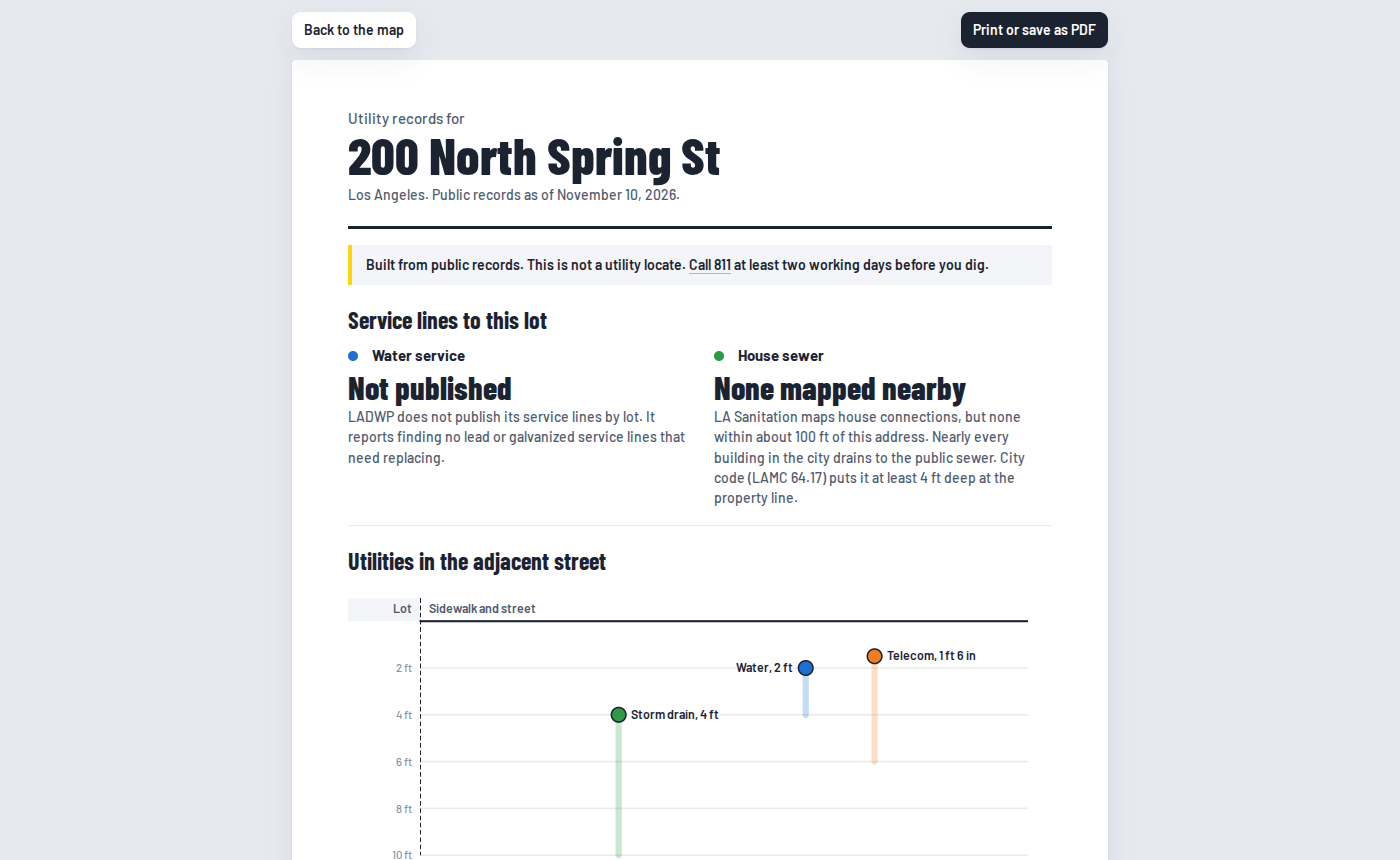 Back to the map
Print or save as PDF
Utility records for
200 North Spring St
Los Angeles. Public records as of November 10, 2026.
Built from public records. This is not a utility locate. Call 811 at least two working days before you dig.
Service lines to this lot
Water service
Not published
LADWP does not publish its service lines by lot. It
reports finding no lead or galvanized service lines that
need replacing.
House sewer
None mapped nearby
LA Sanitation maps house connections, but none
within about 100 ft of this address. Nearly every
building in the city drains to the public sewer. City
code (LAMC 64.17) puts it at least 4 ft deep at the
property line.
Utilities in the adjacent street
Lot
Sidewalk and street
Telecom, 1 ft 6 in
2 ft
Water, 2 ft
4 ft
Storm drain, 4 ft
6 ft
8 ft
10 ft